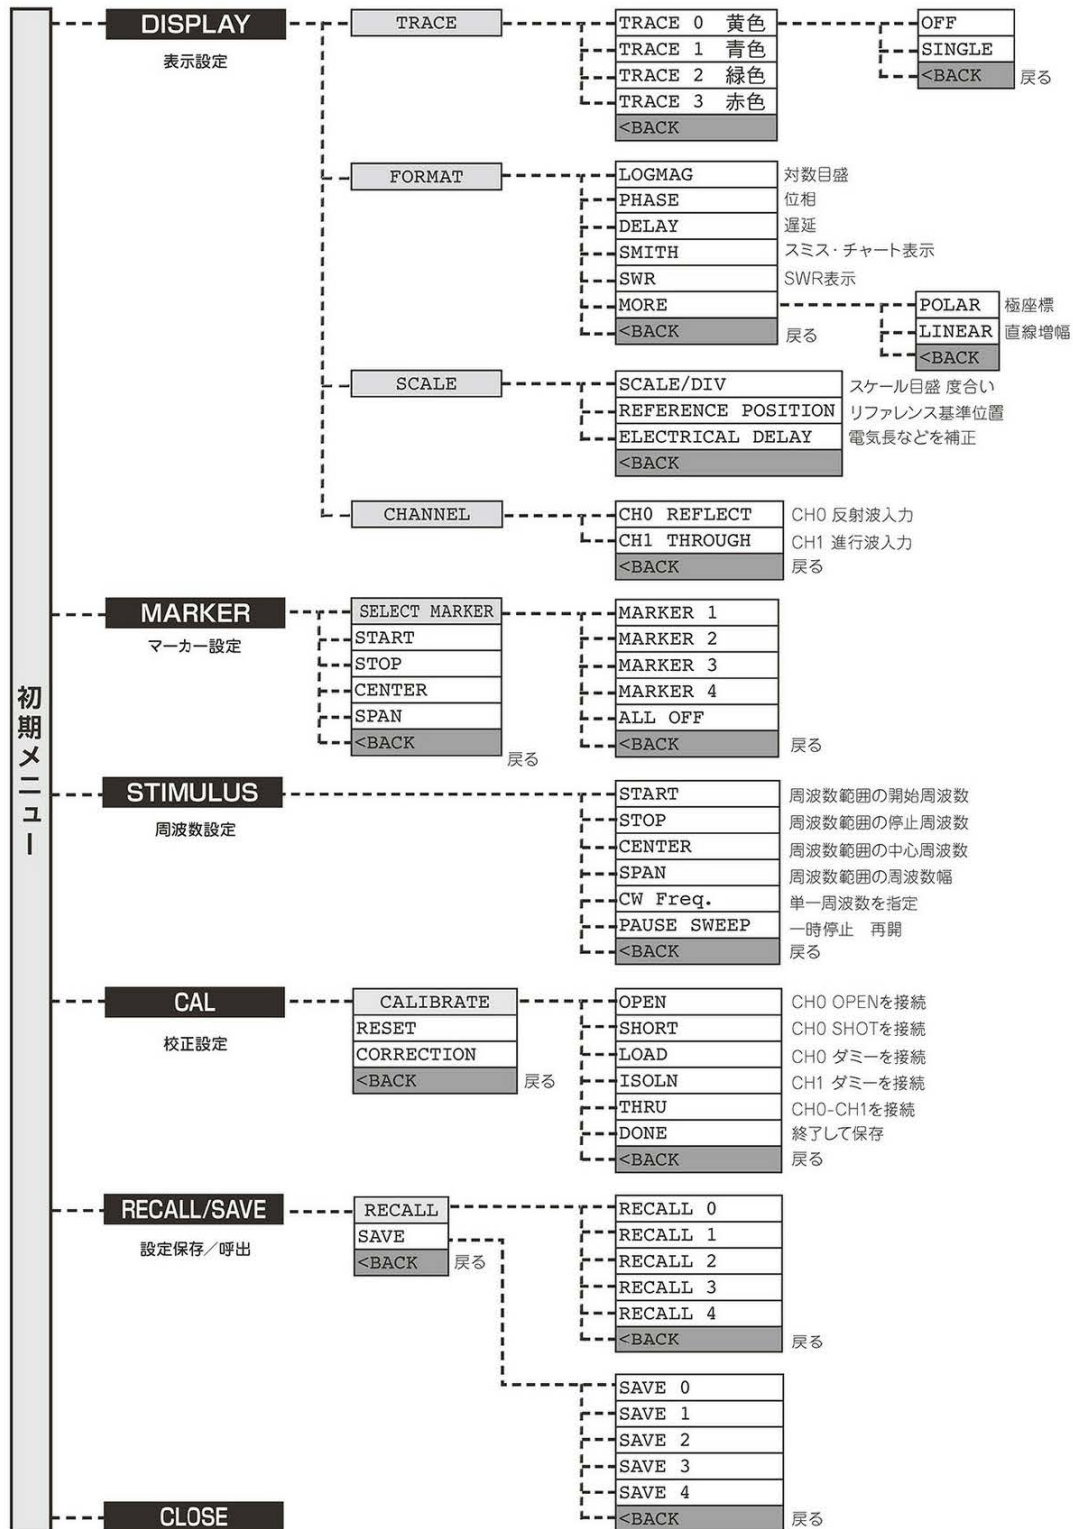 初期メニュー
DISPLAY
表示設定
TRACE
TRACE 0 黄色
TRACE 1 青色
TRACE 2 緑色
TRACE 3 赤色
<BACK
OFF
SINGLE
<BACK 戻る
FORMAT
LOGMAG 対数目盛
PHASE 位相
DELAY 遅延
SMITH スミス・チャート表示
SWR SWR表示
MORE
<BACK 戻る
POLAR 極座標
LINEAR 直線増幅
<BACK
SCALE
SCALE/DIV スケール目盛 度合い
REFERENCE POSITION リファレンス基準位置
ELECTRICAL DELAY 電気長などを補正
<BACK
CHANNEL
CH0 REFLECT CH0 反射波入力
CH1 THROUGH CH1 進行波入力
<BACK 戻る
MARKER
マーカー設定
SELECT MARKER
START
STOP
CENTER
SPAN
<BACK 戻る
MARKER 1
MARKER 2
MARKER 3
MARKER 4
ALL OFF
<BACK 戻る
STIMULUS
周波数設定
START 周波数範囲の開始周波数
STOP 周波数範囲の停止周波数
CENTER 周波数範囲の中心周波数
SPAN 周波数範囲の周波数幅
CW Freq. 単一周波数を指定
PAUSE SWEEP 一時停止 再開
<BACK 戻る
CAL
校正設定
CALIBRATE
RESET
CORRECTION
<BACK 戻る
OPEN CH0 OPENを接続
SHORT CH0 SHOTを接続
LOAD CH0 ダミーを接続
ISOLN CH1 ダミーを接続
THRU CH0-CH1を接続
DONE 終了して保存
<BACK 戻る
RECALL/SAVE
設定保存/呼出
RECALL
SAVE
<BACK 戻る
RECALL 0
RECALL 1
RECALL 2
RECALL 3
RECALL 4
<BACK 戻る
SAVE 0
SAVE 1
SAVE 2
SAVE 3
SAVE 4
<BACK 戻る
CLOSE